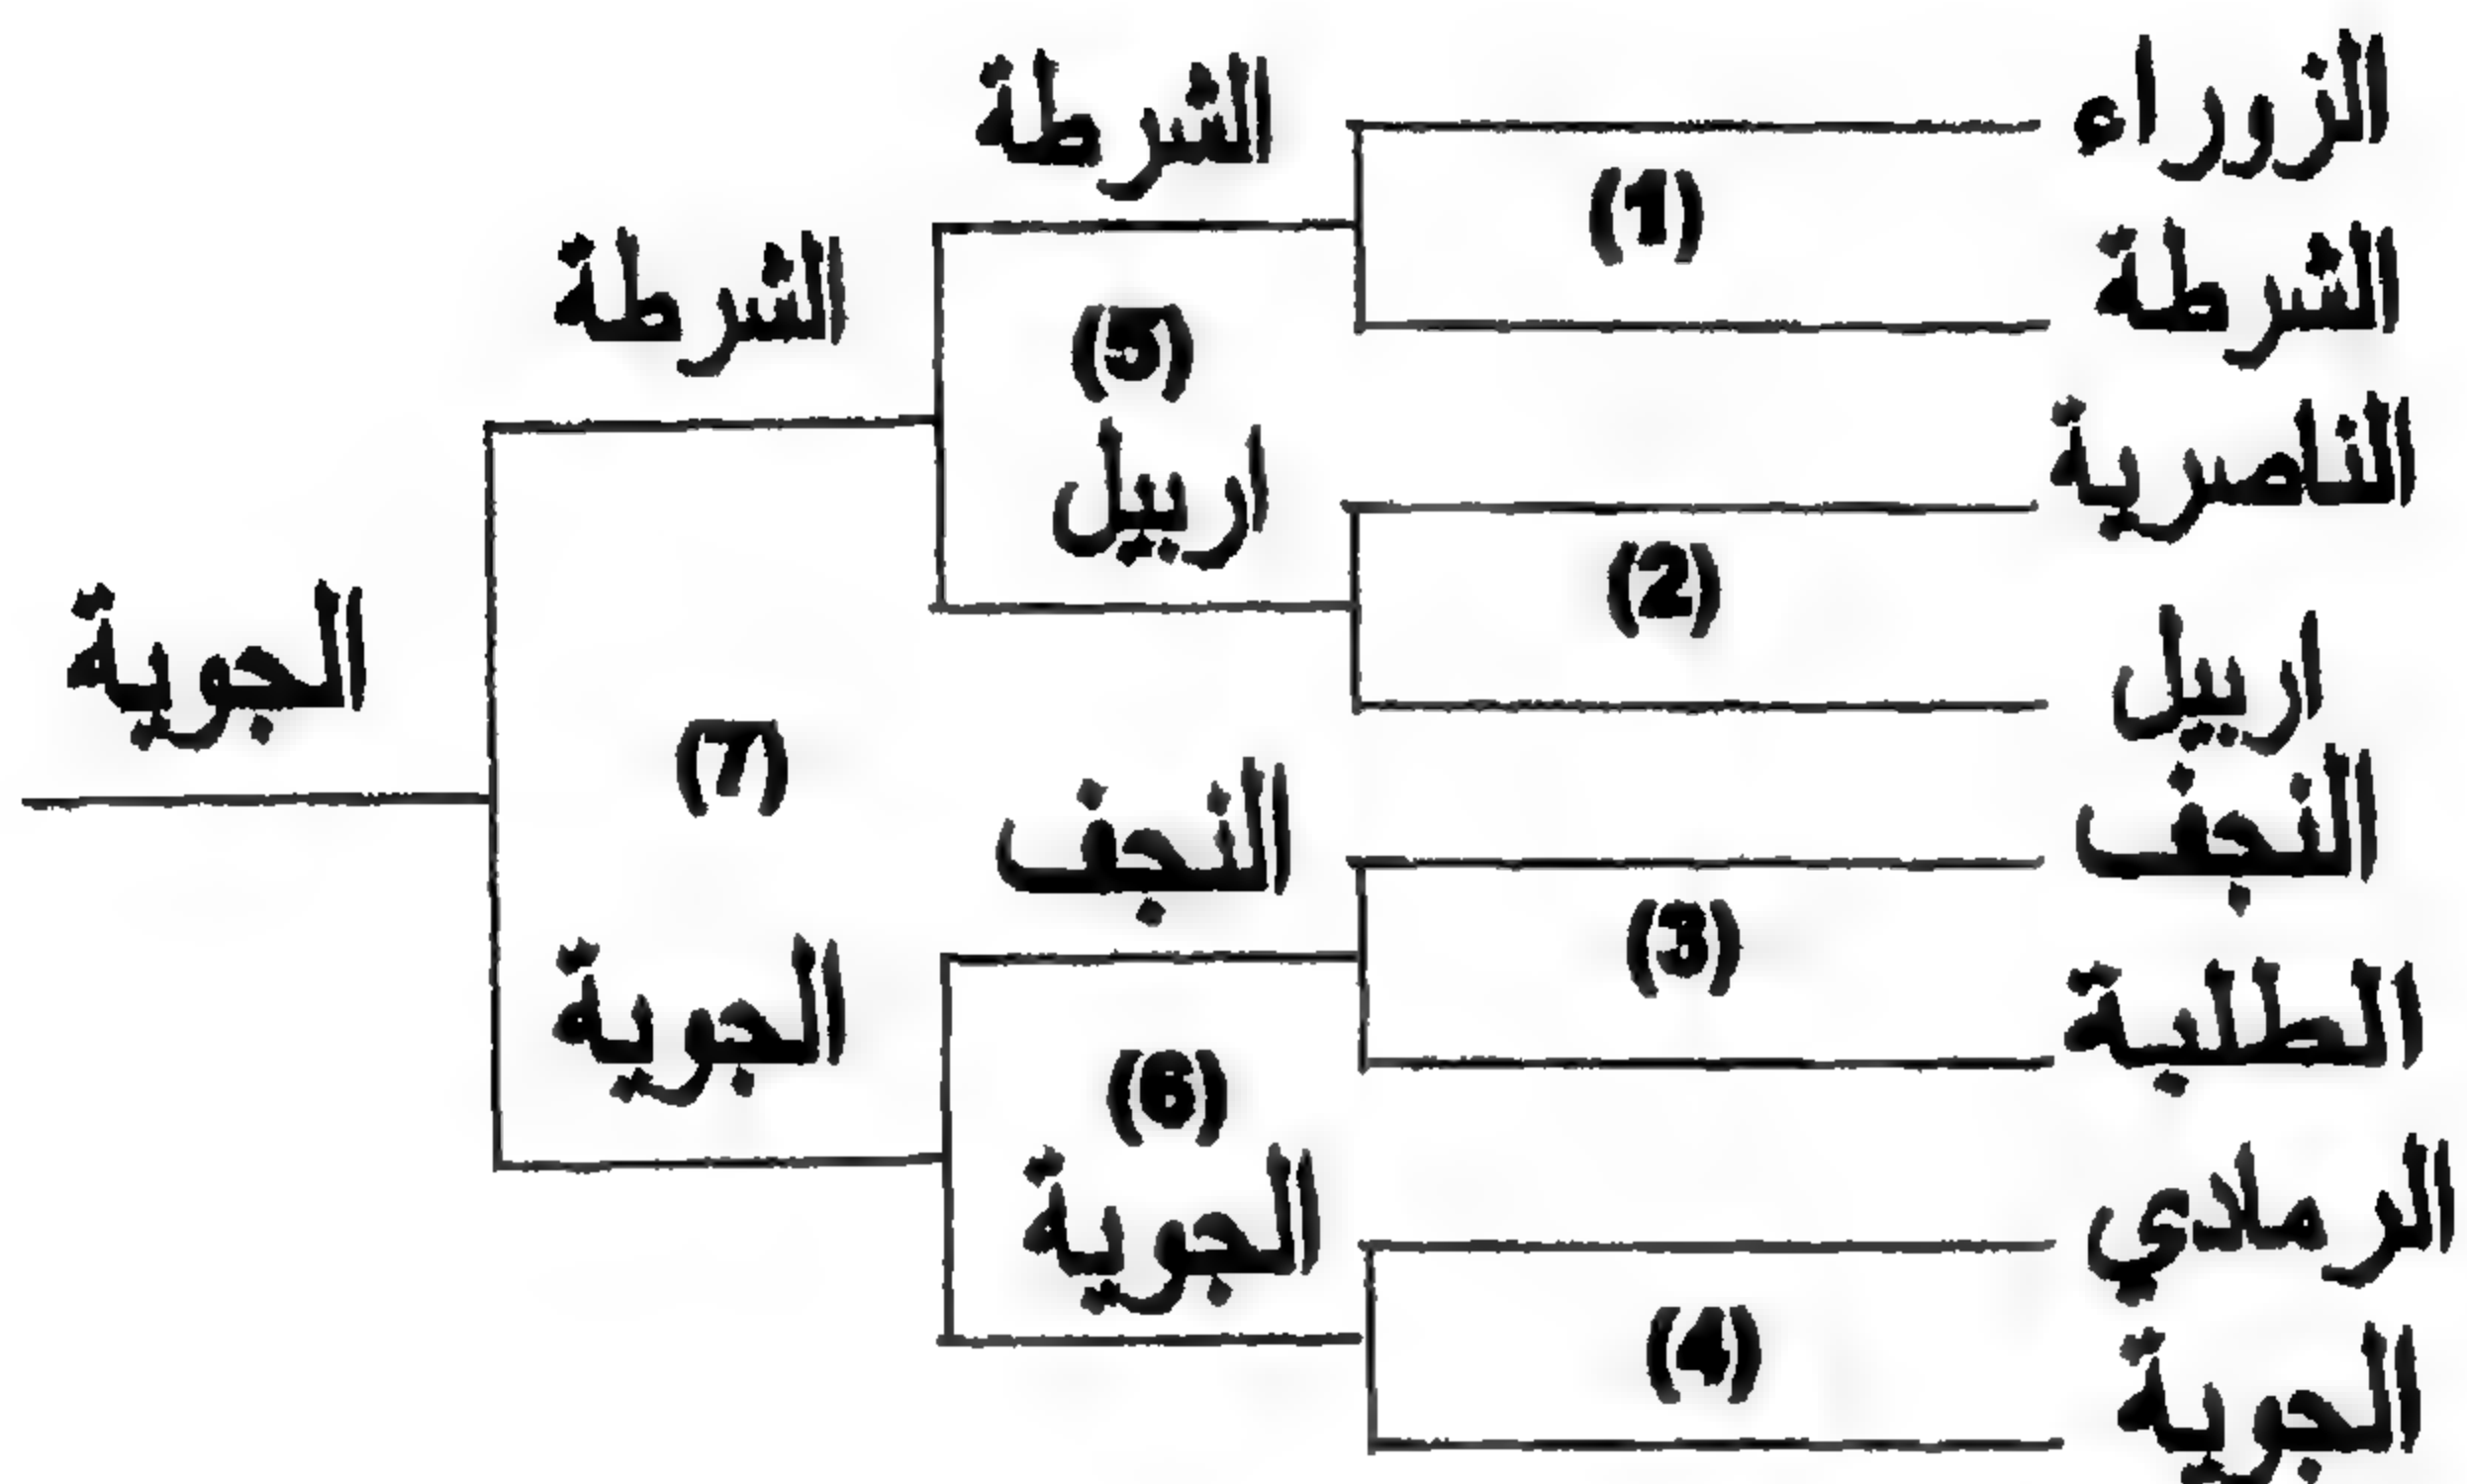 الزوراء
(1)
الشرطة
الناصرية
(2)
اربيل
النجف
(3)
الطلبة
الرمادي
(4)
الجوية
الشرطة
(5)
اربيل
النجف
(6)
الجوية
الشرطة
(7)
الجوية
الجوية